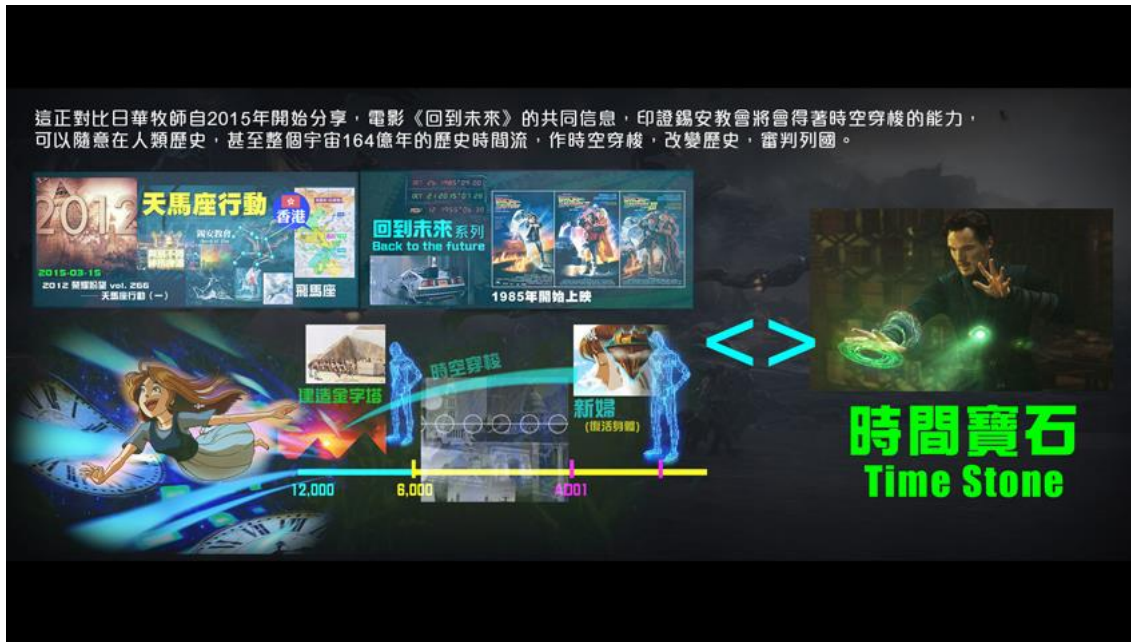 這正對比日華牧師自2015年開始分享，電影《回到未來》的共同信息，印證錫安教會將會得著時空穿梭的能力，
可以隨意在人類歷史，甚至整個宇宙164億年的歷史時間流，作時空穿梭，改變歷史，審判列國。
2012
天馬座行動
香港
錫安教會
2015-03-15
2012 榮耀盼望 vol. 266
——天馬座行動（一）
飛馬座
回到未來系列
Back to the future
1985年開始上映
建造金字塔
時空穿梭
新婦
(復活身體)
12,000
6,000
AD01
< >
時間寶石
Time Stone